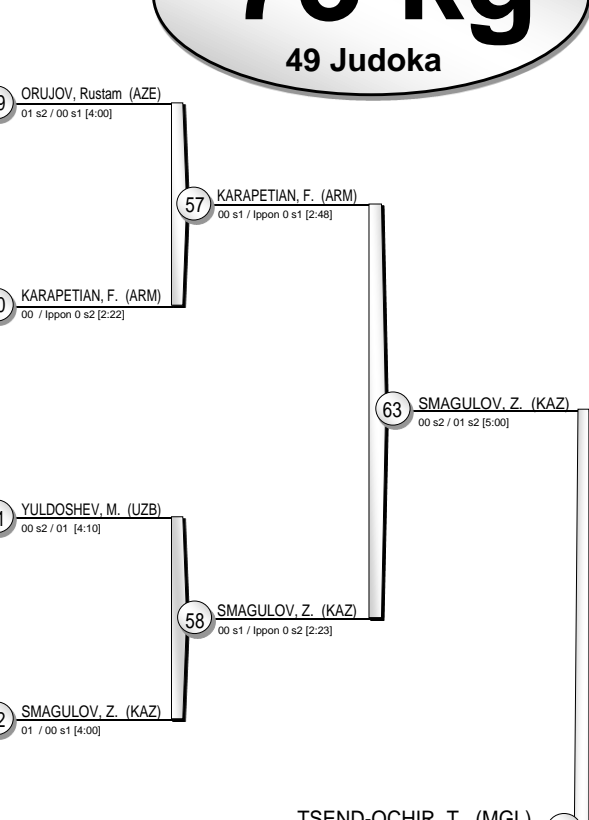 49 Judoka
ORUJOV, Rustam (AZE)
01 s2 / 00 s1 [4:00]
57
KARAPETIAN, F. (ARM)
00 s1 / Ippon 0 s1 [2:48]
KARAPETIAN, F. (ARM)
00 / Ippon 0 s2 [2:22]
63
SMAGULOV, Z. (KAZ)
00 s2 / 01 s2 [5:00]
YULDOSHEV, M. (UZB)
00 s2 / 01 [4:10]
58
SMAGULOV, Z. (KAZ)
00 s1 / Ippon 0 s2 [2:23]
SMAGULOV, Z. (KAZ)
01 / 00 s1 [4:00]
TSEND-OCHIR, T. (MGL)